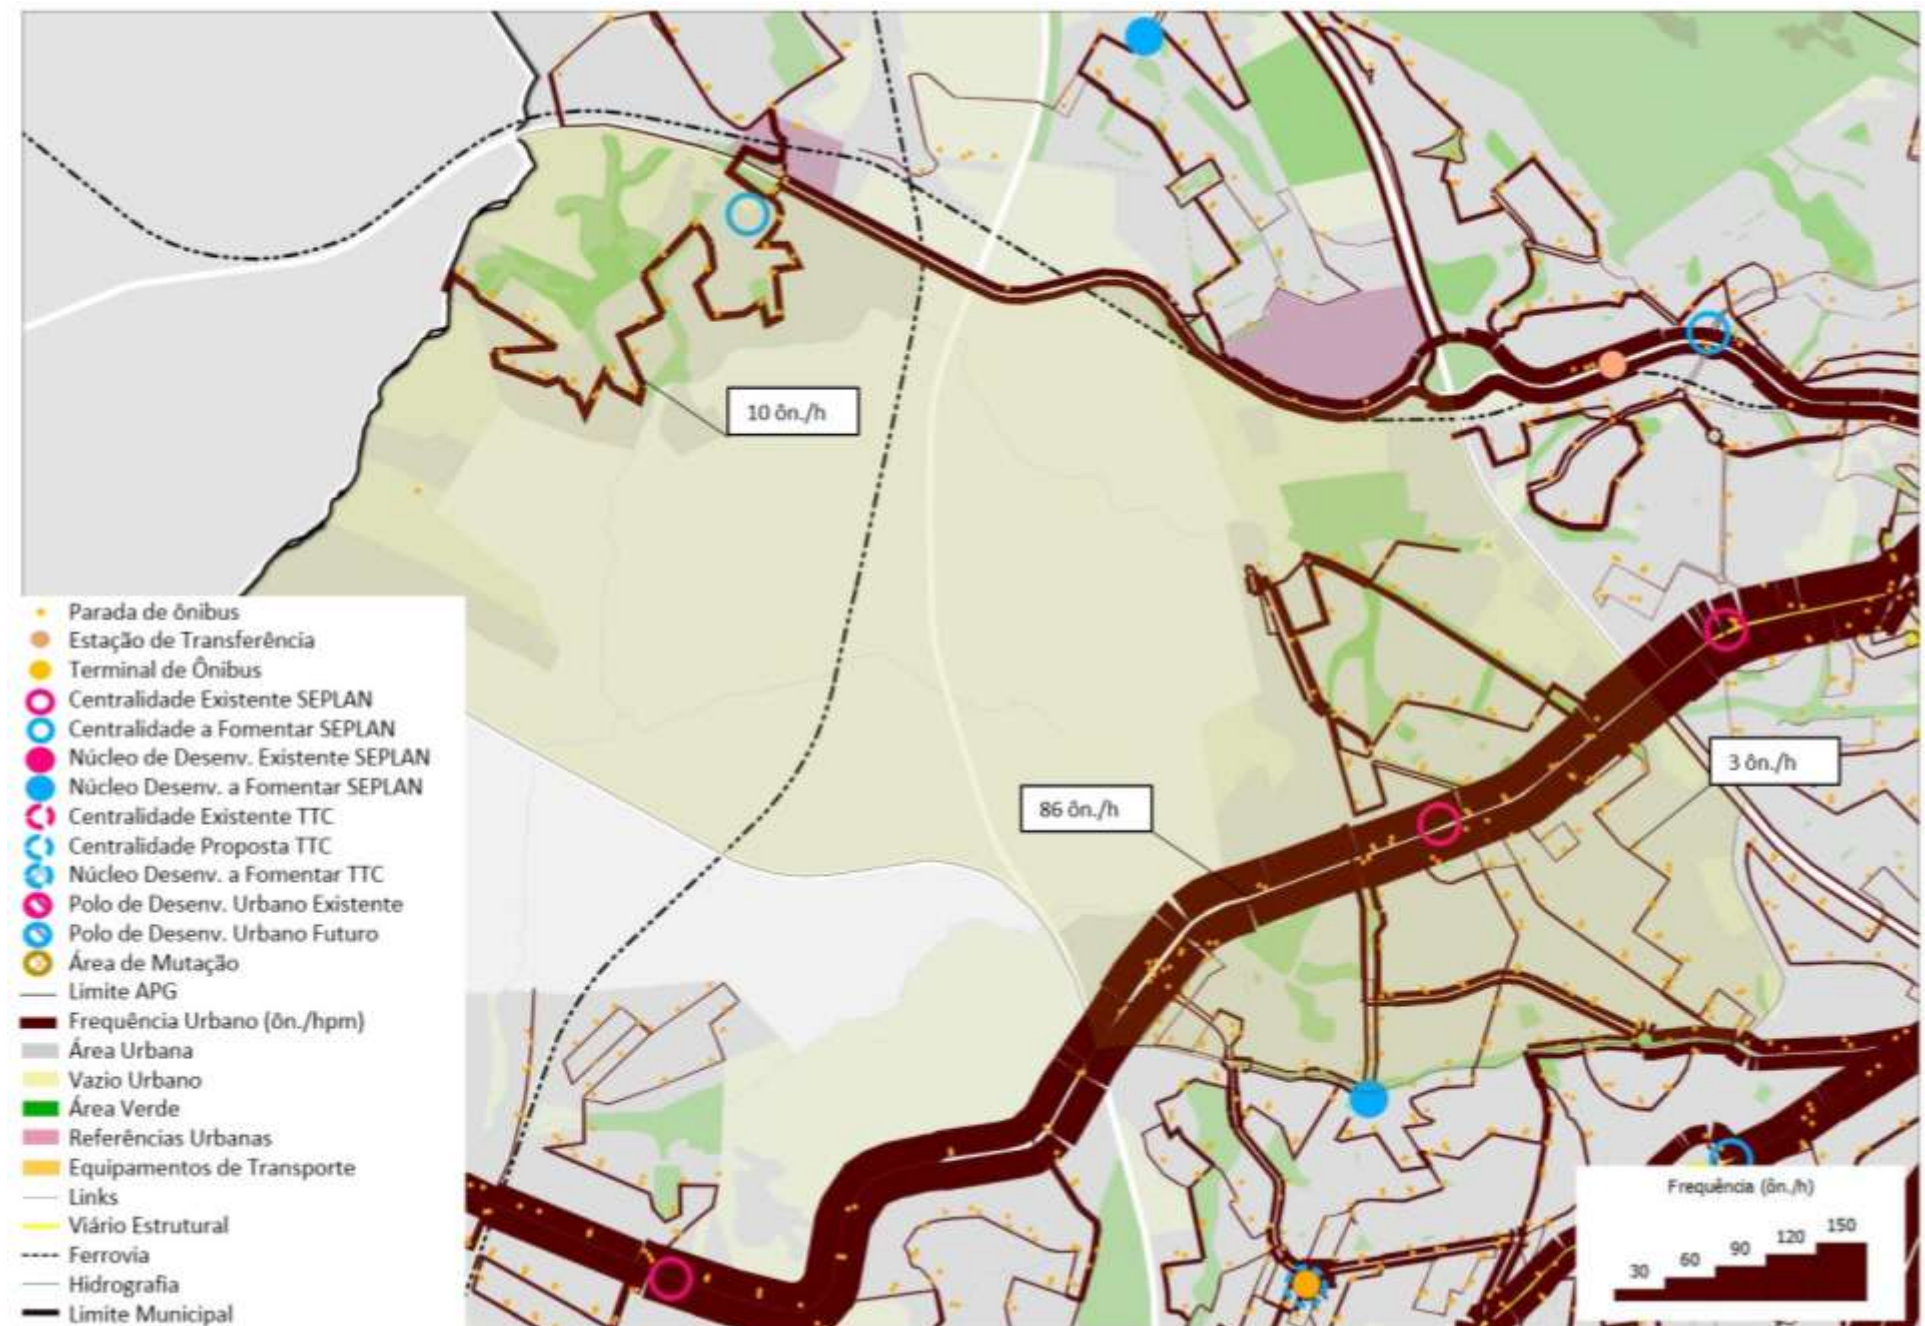 10 ôn./h
3 ôn./h
86 ôn./h
Parada de ônibus
Estação de Transferência
Terminal de Ônibus
Centralidade Existente SEPLAN
Centralidade a Fomentar SEPLAN
Núcleo de Desenv. Existente SEPLAN
Núcleo Desenv. a Fomentar SEPLAN
Centralidade Existente TTC
Centralidade Proposta TTC
Núcleo Desenv. a Fomentar TTC
Polo de Desenv. Urbano Existente
Polo de Desenv. Urbano Futuro
Área de Mutação
Limite APG
Frequência Urbano (ôn./hpm)
Área Urbana
Vazio Urbano
Área Verde
Referências Urbanas
Equipamentos de Transporte
Links
Viário Estrutural
Ferrovia
Hidrografia
Limite Municipal
Frequência (ôn./h)
30 60 90 120 150